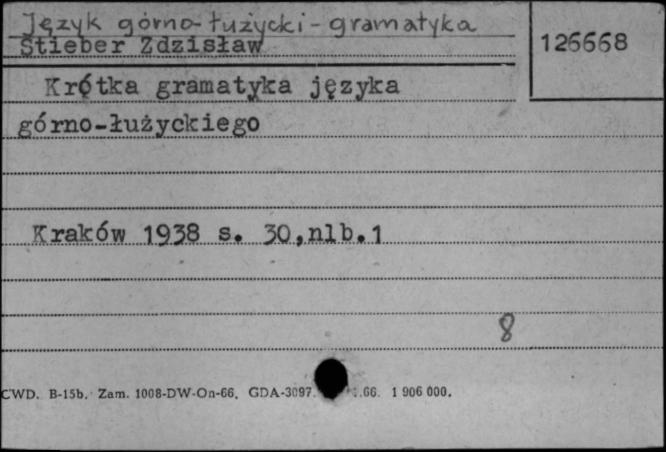 Język górno-łużycki - gramatyka
Stieber Zdzisław
126668
Krótka gramatyka języka
górno-łużyckiego
Kraków 1938 s. 30,nlb.1
8
CWD. B-15b. Zam. 1008-DW-On-66. GDA-3097. .66. 1 906 000.